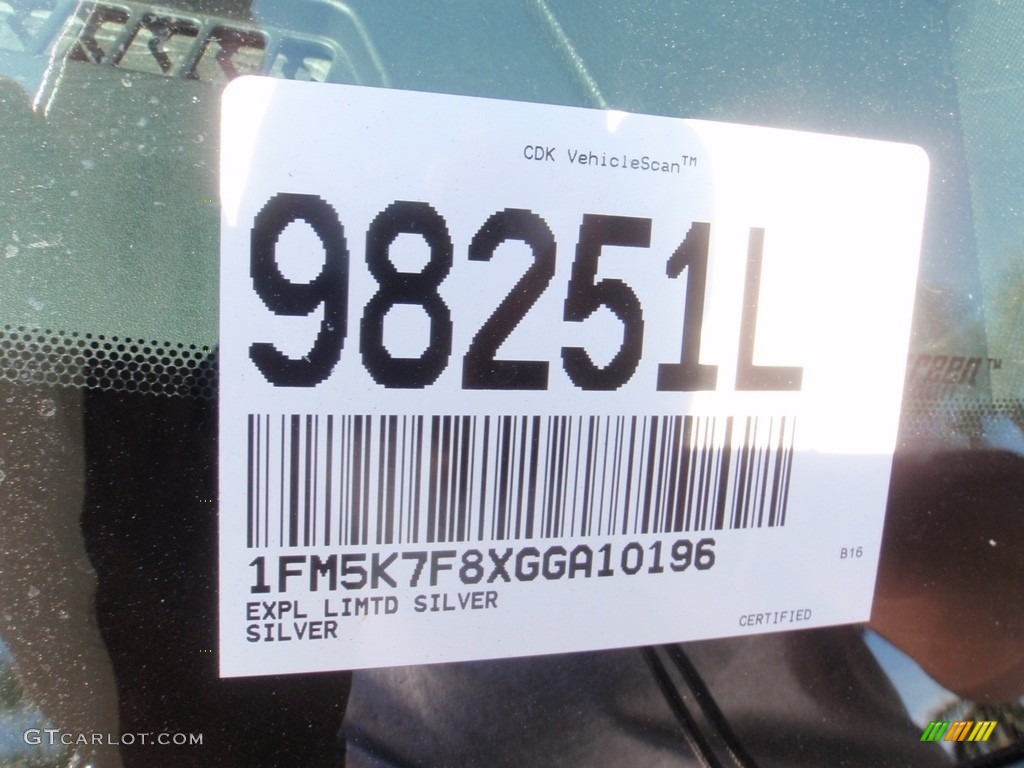 CDK VehicleScan™
98251L
1FM5K7F8XGGA10196
B16
EXPL LIMTD SILVER
SILVER
CERTIFIED
GTCARLOT.COM